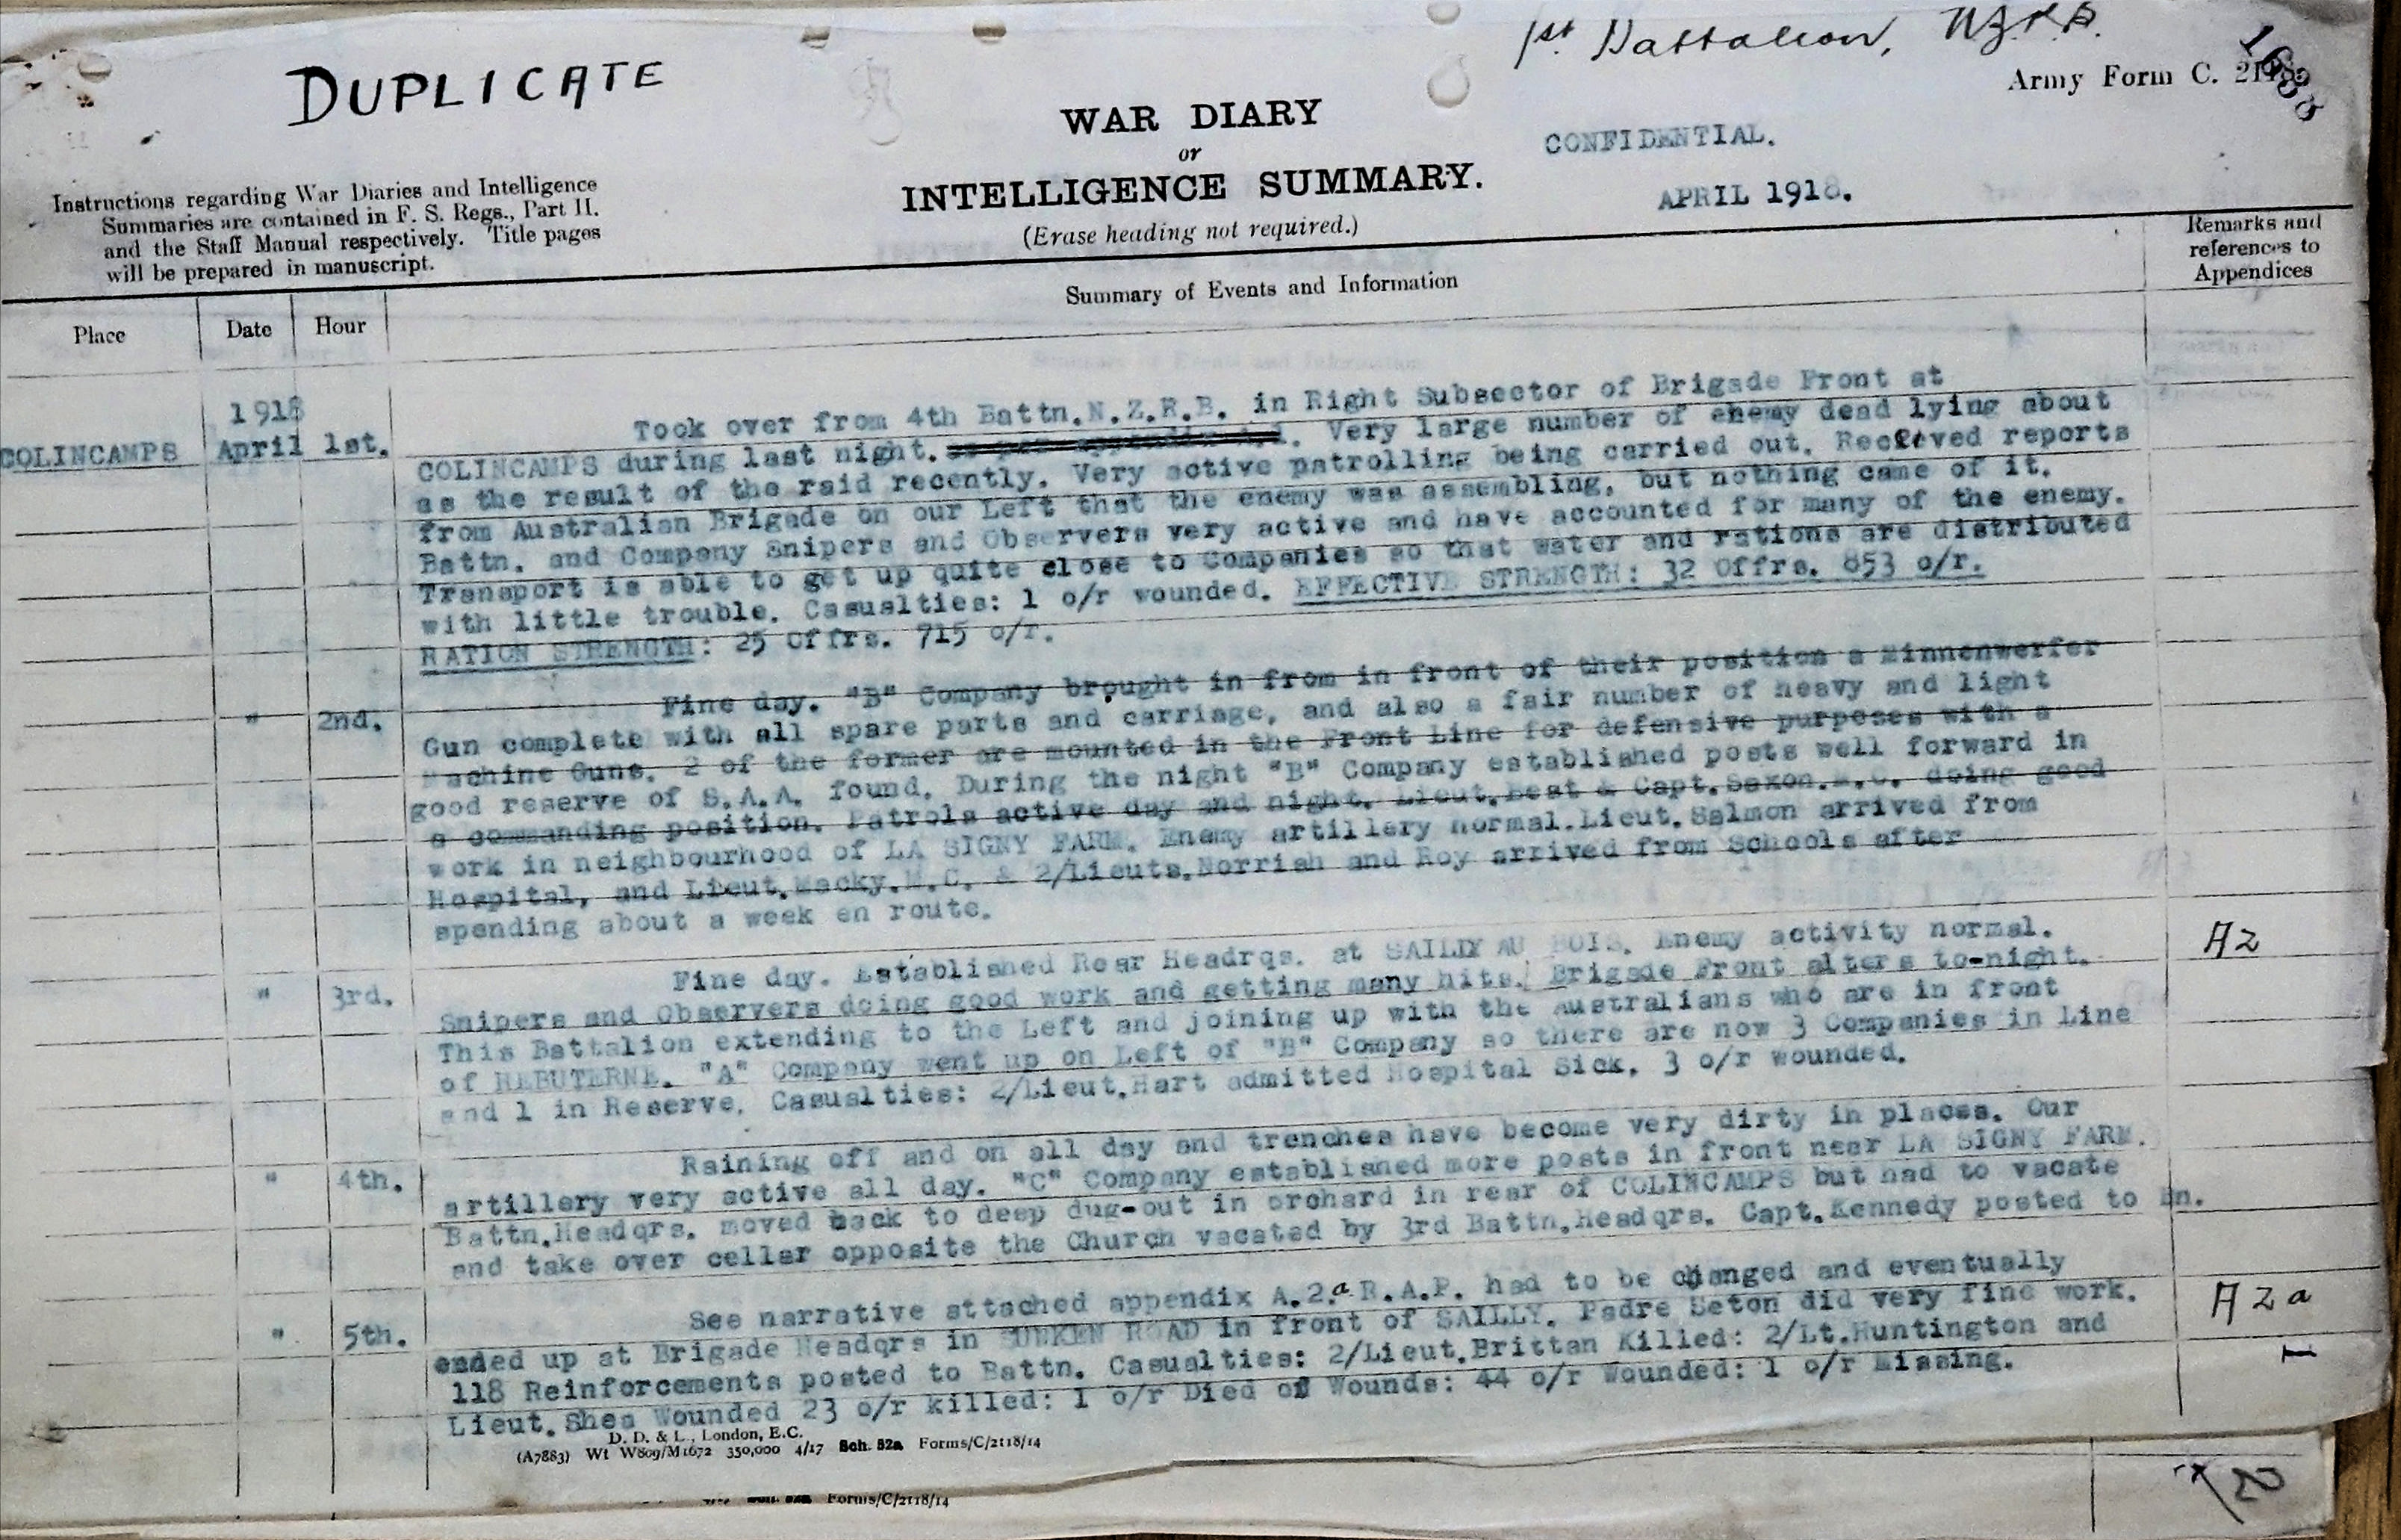 DUPLICATE
1st Battalion, N.Z.R.B.
Army Form C. 2118.
1688
WAR DIARY
or
INTELLIGENCE SUMMARY.
(Erase heading not required.)
CONFIDENTIAL.
APRIL 1918.
Instructions regarding War Diaries and Intelligence
Summaries are contained in F. S. Regs., Part II.
and the Staff Manual respectively. Title pages
will be prepared in manuscript.
Place
Date
Hour
Summary of Events and Information
Remarks and
references to
Appendices
1918
COLINCAMPS April 1st.
Took over from 4th Battn.N.Z.R.B. in Right Subsector of Brigade Front at
COLINCAMPS during last night. as per appendix A.1. Very large number of enemy dead lying about
as the result of the raid recently. Very active patrolling being carried out. Received reports
from Australian Brigade on our Left that the enemy was assembling, but nothing came of it.
Battn. and Company Snipers and Observers very active and have accounted for many of the enemy.
Transport is able to get up quite close to Companies so that water and rations are distributed
with little trouble. Casualties: 1 o/r wounded. EFFECTIVE STRENGTH: 32 Offrs. 853 o/r.
RATION STRENGTH: 25 Offrs. 715 o/r.
" 2nd.
Fine day. "B" Company brought in from in front of their position a Minnenwerfer
Gun complete with all spare parts and carriage, and also a fair number of heavy and light
Machine Guns. 2 of the former are mounted in the Front Line for defensive purposes with a
good reserve of S.A.A. found. During the night "B" Company established posts well forward in
a commanding position. Patrols active day and night. Lieut.Best & Capt.Saxon.M.C. doing good
work in neighbourhood of LA SIGNY FARM. Enemy artillery normal.Lieut.Salmon arrived from
Hospital, and Lieut.Macky.M.C. & 2/Lieuts.Norrish and Roy arrived from Schools after
spending about a week en route.
" 3rd.
Fine day. Established Rear Headrqs. at SAILLY AU BOIS. Enemy activity normal.
A2
Snipers and Observers doing good work and getting many hits. Brigade Front alters to-night.
This Battalion extending to the Left and joining up with the Australians who are in front
of HEBUTERNE. "A" Company went up on Left of "B" Company so there are now 3 Companies in Line
and 1 in Reserve. Casualties: 2/Lieut.Hart admitted Hospital Sick. 3 o/r wounded.
" 4th.
Raining off and on all day and trenches have become very dirty in places. Our
artillery very active all day. "C" Company established more posts in front near LA SIGNY FARM.
Battn.Headqrs. moved back to deep dug-out in orchard in rear of COLINCAMPS but had to vacate
and take over cellar opposite the Church vacated by 3rd Battn.Headqrs. Capt.Kennedy posted to Bn.
" 5th.
See narrative attached appendix A.2.a R.A.P. had to be changed and eventually
A2a
ended up at Brigade Headqrs in SUNKEN ROAD in front of SAILLY. Padre Seton did very fine work.
118 Reinforcements posted to Battn. Casualties: 2/Lieut.Brittan Killed: 2/Lt.Huntington and
Lieut.Shea Wounded 23 o/r killed: 1 o/r Died of Wounds: 44 o/r Wounded: 1 o/r Missing.
D. D. & L., London, E.C.
(A7883) Wt W809/M1672 350,000 4/17 Sch. 52a Forms/C/2118/14
Forms/C/2118/14